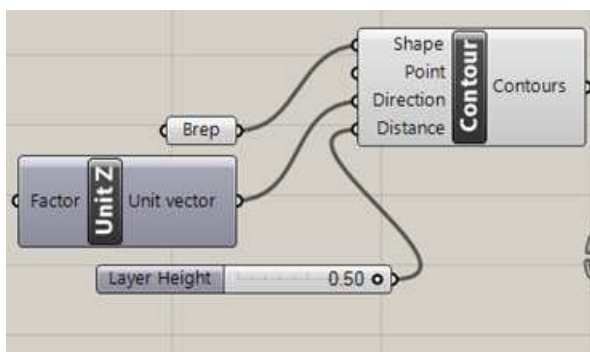 Shape
Point
Direction
Distance
Contour
Contours
Brep
Factor
Unit Z
Unit vector
Layer Height
0.50